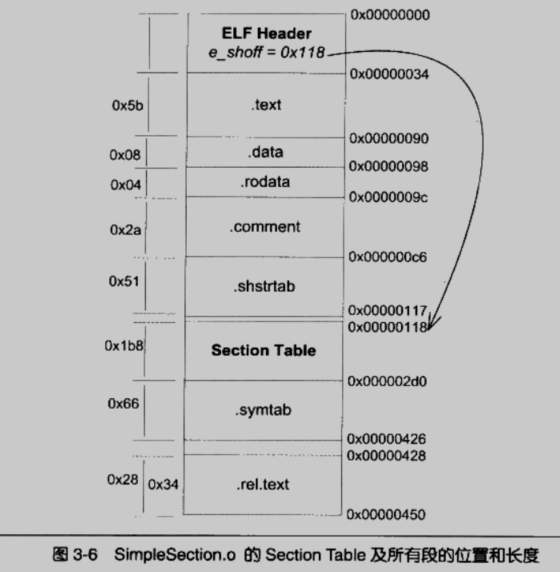 0x00000000
ELF Header
e_shoff = 0x118
0x00000034
0x5b
.text
0x00000090
0x08
.data
0x00000098
0x04
.rodata
0x0000009c
0x2a
.comment
0x000000c6
0x51
.shstrtab
0x00000117
0x00000118
0x1b8
Section Table
0x000002d0
0x66
.symtab
0x00000426
0x00000428
0x28
0x34
.rel.text
0x00000450
图 3-6 SimpleSection.o 的 Section Table 及所有段的位置和长度